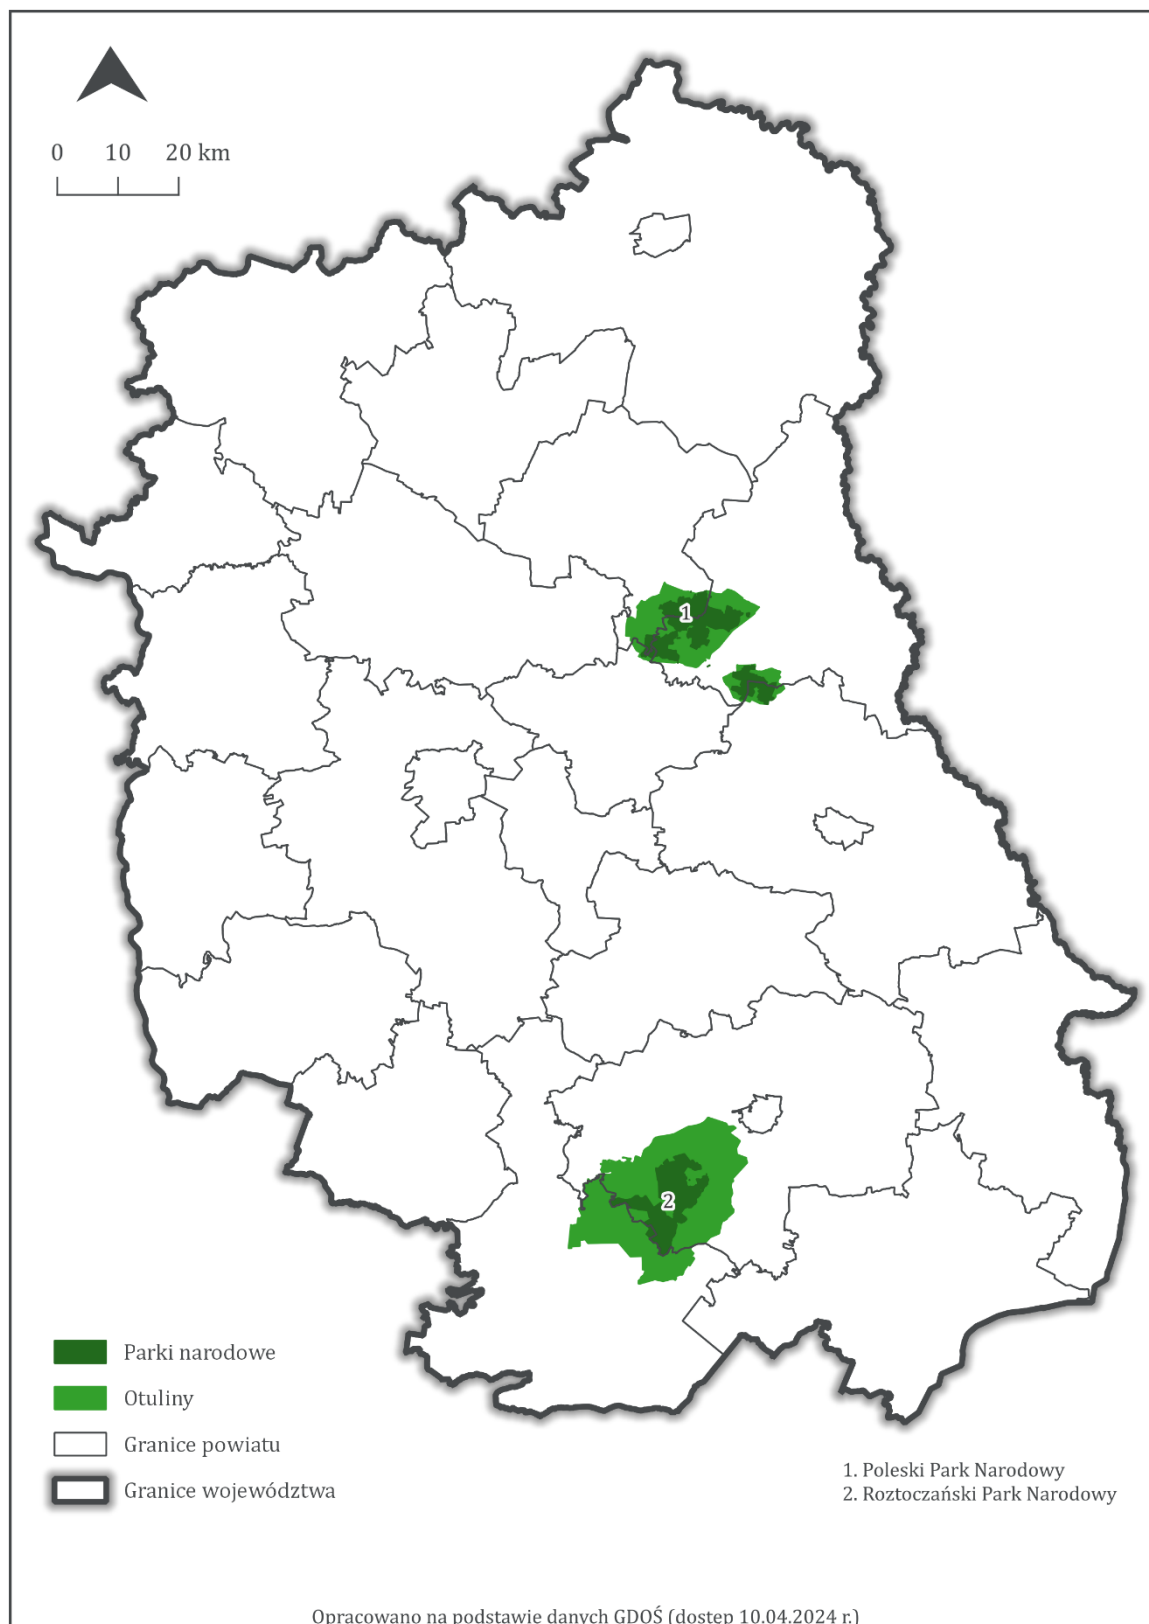 0 10 20 km
1
2
Parki narodowe
Otuliny
Granice powiatu
Granice województwa
1. Poleski Park Narodowy
2. Roztoczański Park Narodowy
Opracowano na podstawie danych GDOŚ (dostęp 10.04.2024 r.)